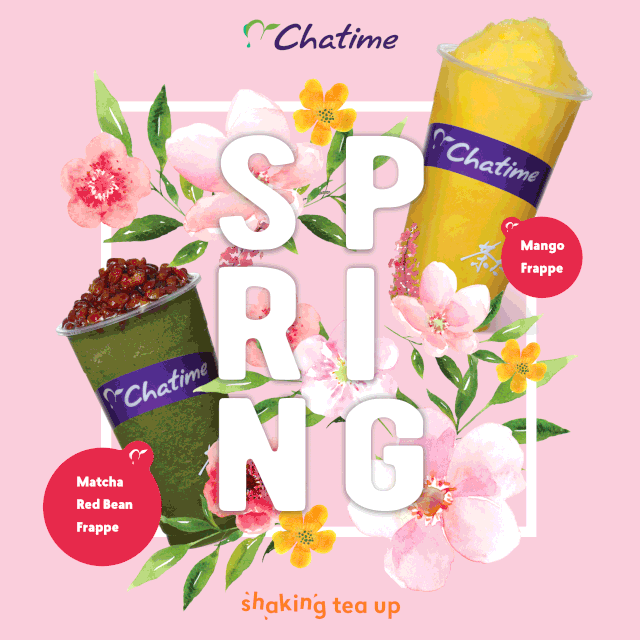 Chatime
SP
RI
NG
Chatime
茶
Mango
Frappe
Chatime
Matcha
Red Bean
Frappe
shaking tea up